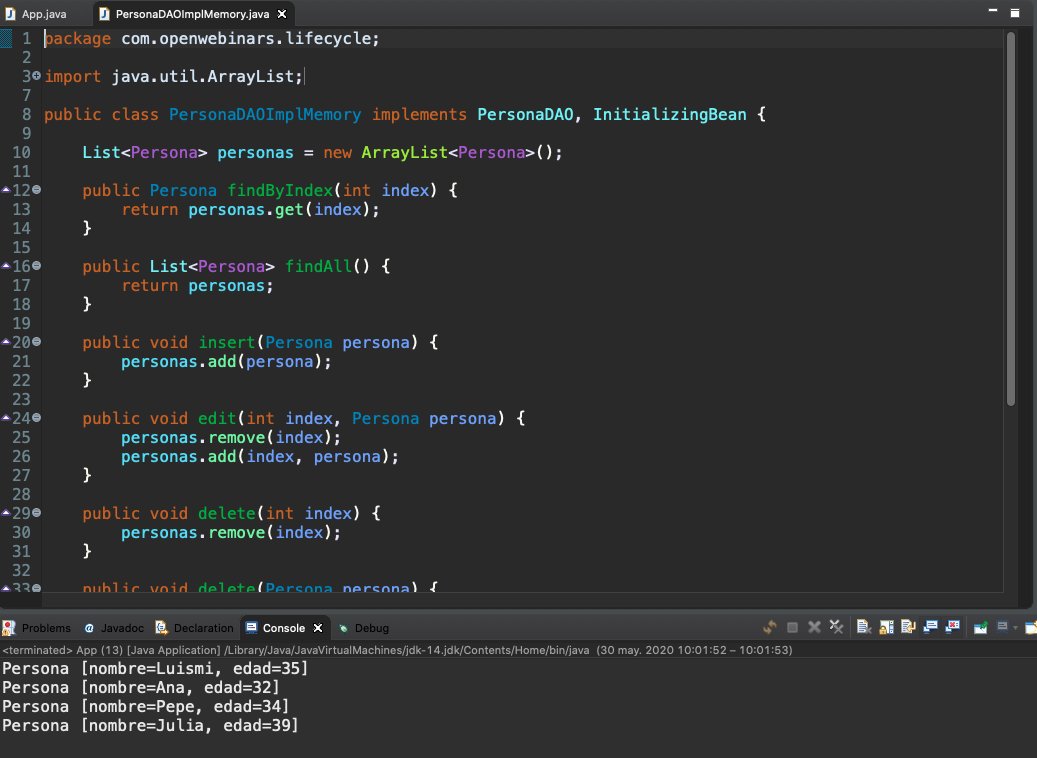 App.java PersonaDAOImplMemory.java
1 package com.openwebinars.lifecycle;
2
3 import java.util.ArrayList;
7
8 public class PersonaDAOImplMemory implements PersonaDAO, InitializingBean {
9
10 List<Persona> personas = new ArrayList<Persona>();
11
12 public Persona findByIndex(int index) {
13 return personas.get(index);
14 }
15
16 public List<Persona> findAll() {
17 return personas;
18 }
19
20 public void insert(Persona persona) {
21 personas.add(persona);
22 }
23
24 public void edit(int index, Persona persona) {
25 personas.remove(index);
26 personas.add(index, persona);
27 }
28
29 public void delete(int index) {
30 personas.remove(index);
31 }
32
33 public void delete(Persona persona) {
Problems @ Javadoc Declaration Console Debug
<terminated> App (13) [Java Application] /Library/Java/JavaVirtualMachines/jdk-14.jdk/Contents/Home/bin/java (30 may. 2020 10:01:52 – 10:01:53)
Persona [nombre=Luismi, edad=35]
Persona [nombre=Ana, edad=32]
Persona [nombre=Pepe, edad=34]
Persona [nombre=Julia, edad=39]